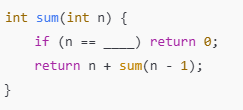 int sum(int n) {
    if (n == ____) return 0;
    return n + sum(n - 1);
}